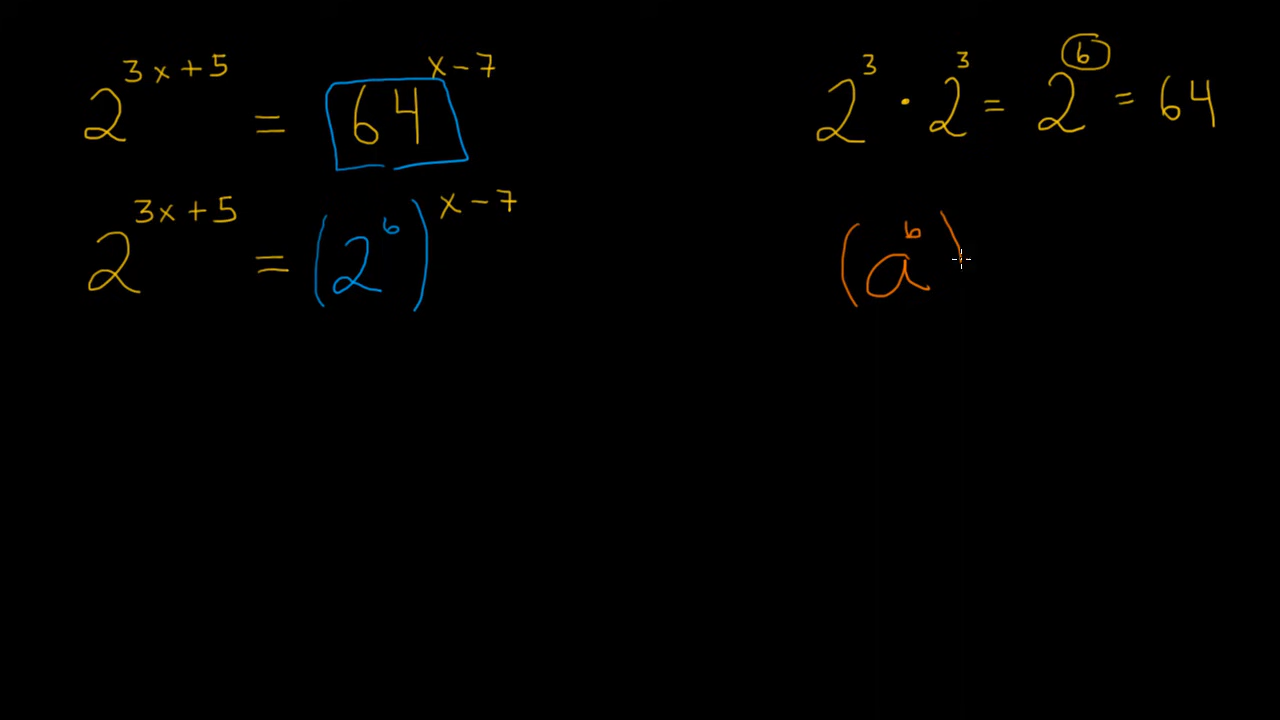 2^{3x+5} = 64^{x-7}
2^3 · 2^3 = 2^6 = 64
2^{3x+5} = (2^6)^{x-7}
(a^b)